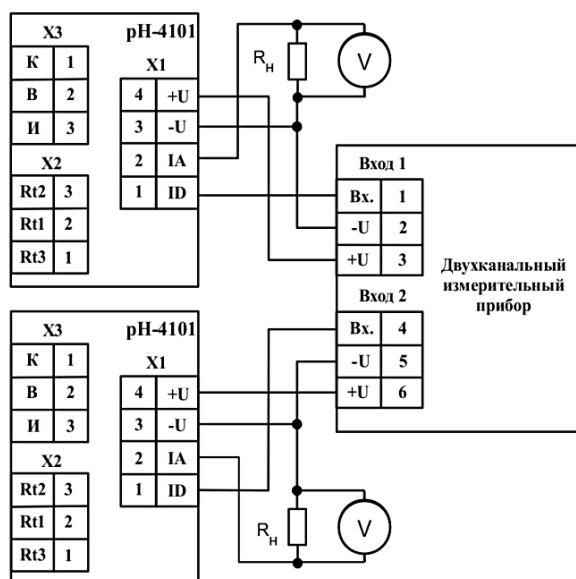 X3 pH-4101
К 1
В 2
И 3
X1
4 +U
3 -U
2 IA
1 ID
X2
Rt2 3
Rt1 2
Rt3 1
Rн
V
Вход 1
Вх. 1
-U 2
+U 3
Вход 2
Вх. 4
-U 5
+U 6
Двухканальный
измерительный
прибор
X3 pH-4101
К 1
В 2
И 3
X1
4 +U
3 -U
2 IA
1 ID
X2
Rt2 3
Rt1 2
Rt3 1
Rн
V